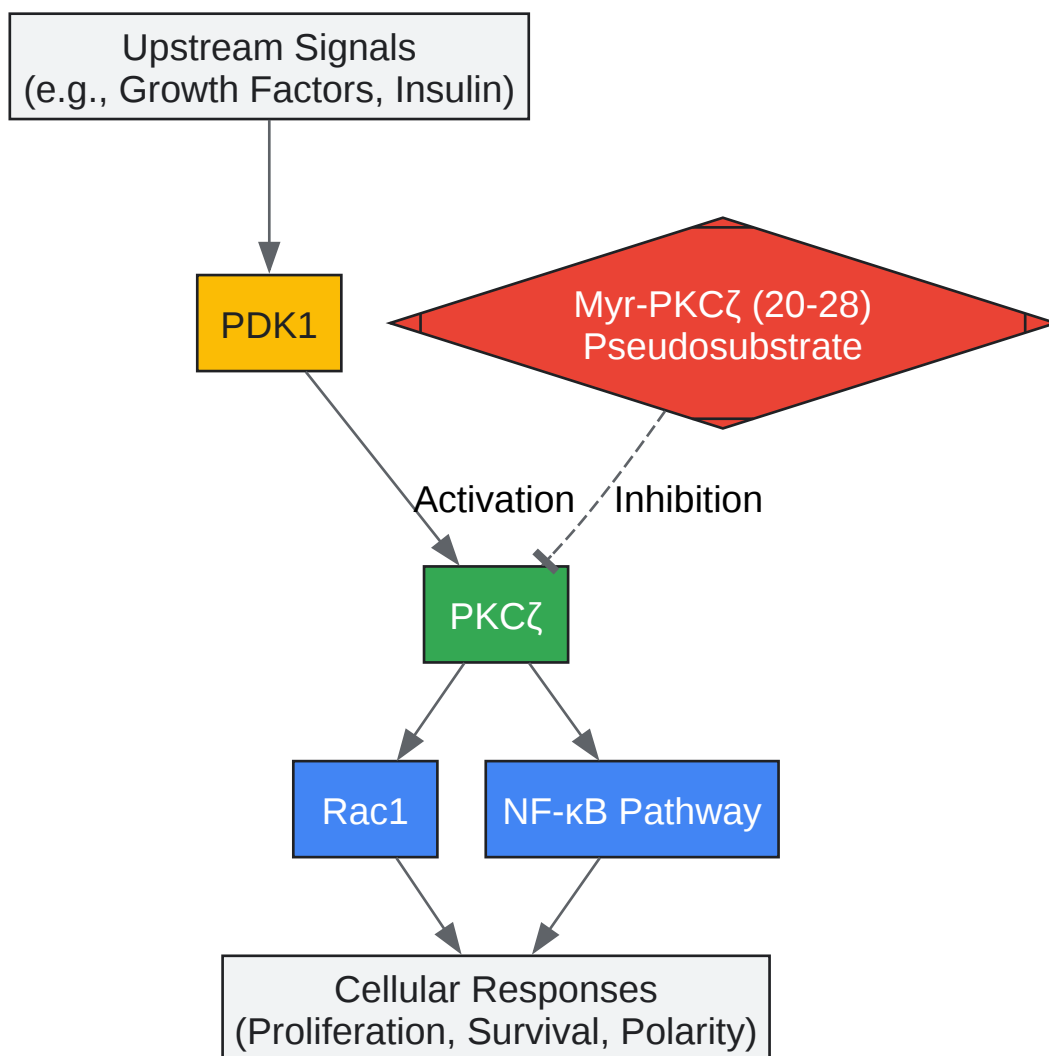 Upstream Signals
(e.g., Growth Factors, Insulin)
PDK1
Myr-PKCζ (20-28)
Pseudosubstrate
Activation
Inhibition
PKCζ
Rac1
NF-κB Pathway
Cellular Responses
(Proliferation, Survival, Polarity)